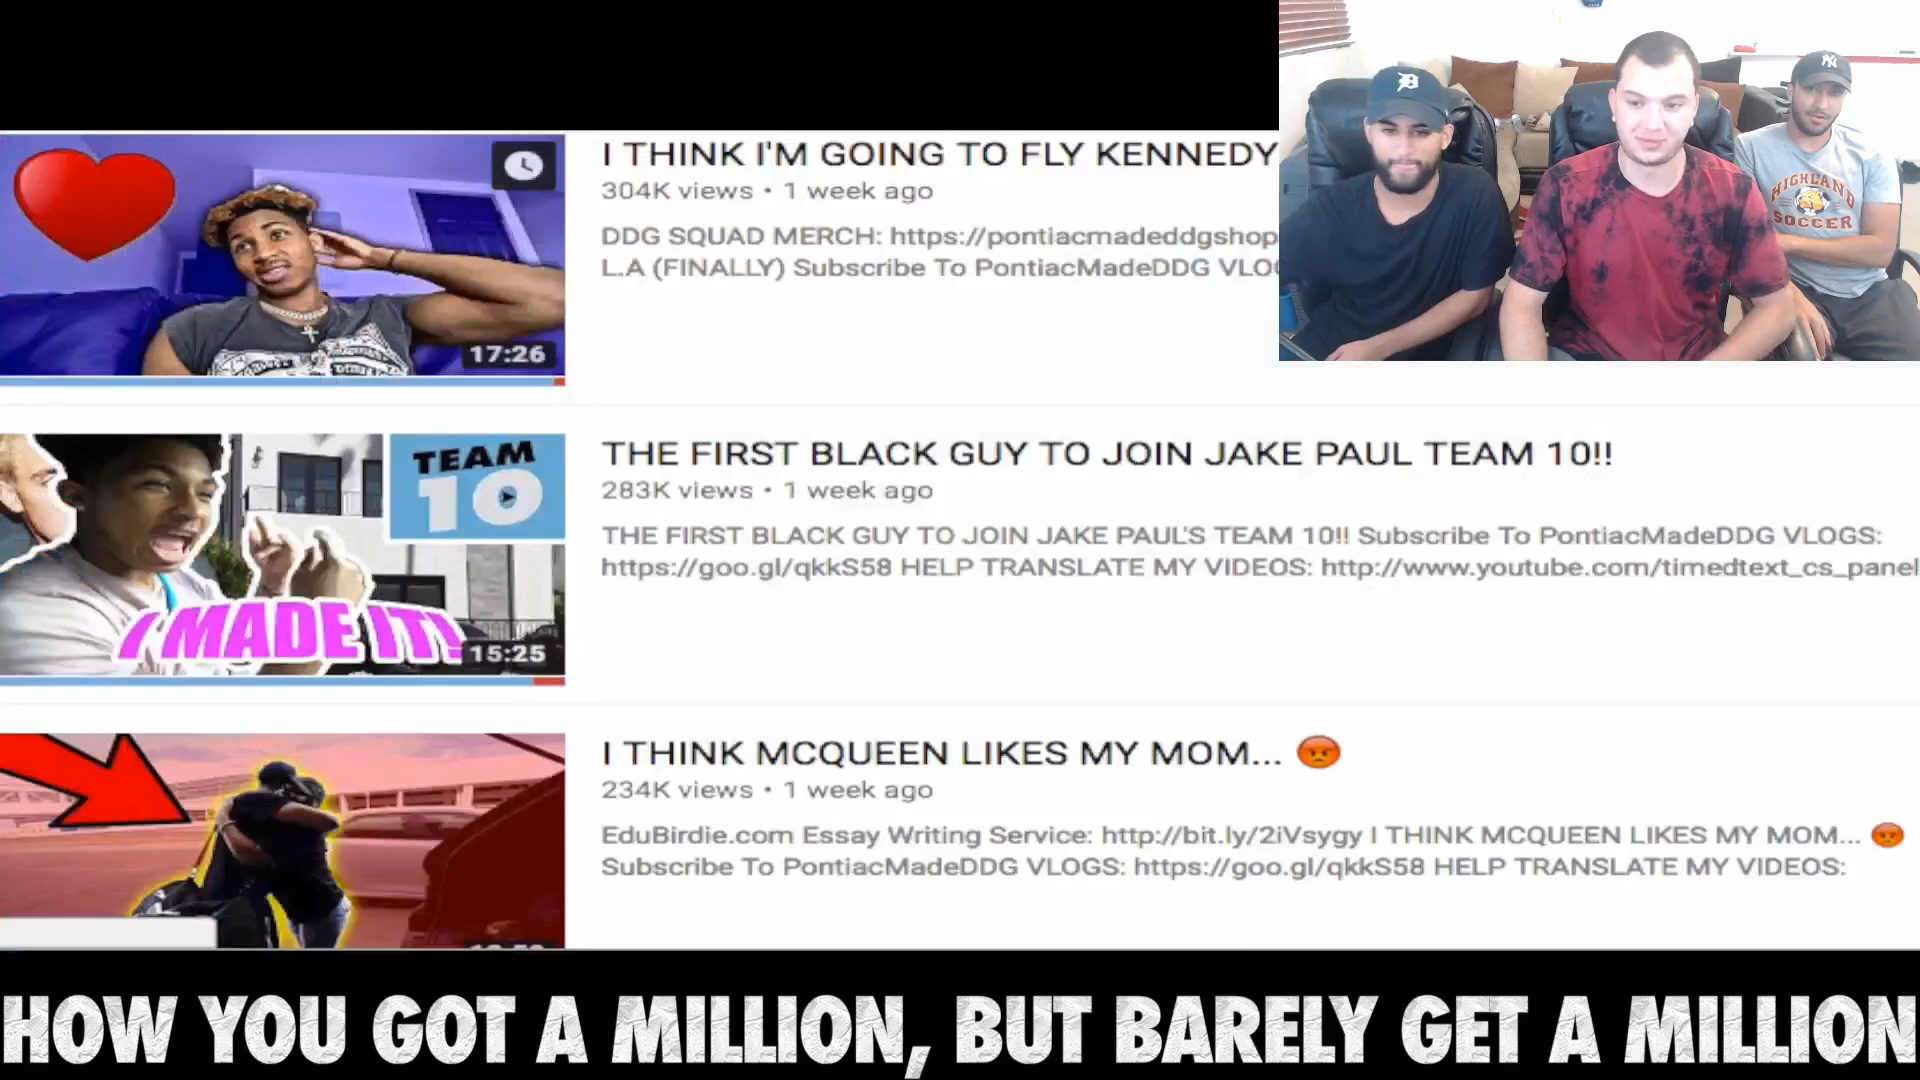 I THINK I'M GOING TO FLY KENNEDY
304K views • 1 week ago
DDG SQUAD MERCH: https://pontiacmadeddgshop
L.A (FINALLY) Subscribe To PontiacMadeDDG VLO
17:26
HIGHLAND
SOCCER
TEAM
10
I MADE IT!
15:25
THE FIRST BLACK GUY TO JOIN JAKE PAUL TEAM 10!!
283K views • 1 week ago
THE FIRST BLACK GUY TO JOIN JAKE PAUL'S TEAM 10!! Subscribe To PontiacMadeDDG VLOGS:
https://goo.gl/qkkS58 HELP TRANSLATE MY VIDEOS: http://www.youtube.com/timedtext_cs_panel
I THINK MCQUEEN LIKES MY MOM... 😡
234K views • 1 week ago
EduBirdie.com Essay Writing Service: http://bit.ly/2iVsygy I THINK MCQUEEN LIKES MY MOM... 😡
Subscribe To PontiacMadeDDG VLOGS: https://goo.gl/qkkS58 HELP TRANSLATE MY VIDEOS:
HOW YOU GOT A MILLION, BUT BARELY GET A MILLION